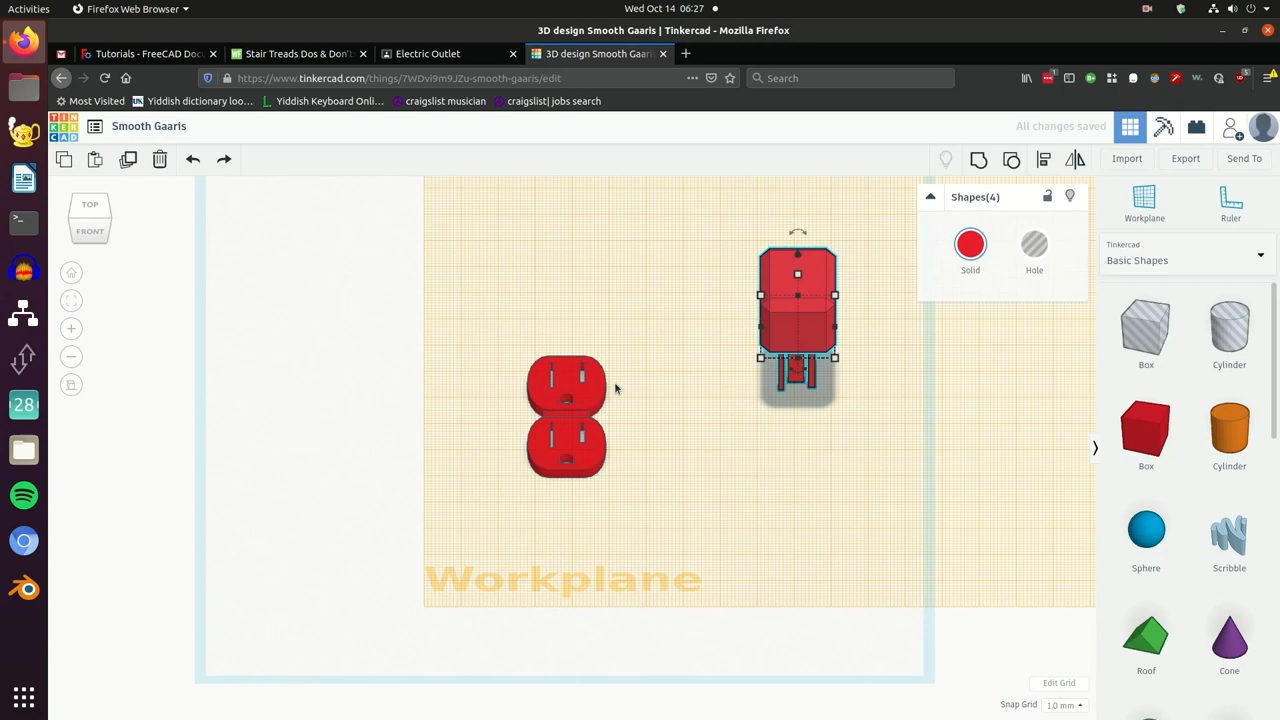 Activities
Firefox Web Browser
Wed Oct 14 06:27
3D design Smooth Gaaris | Tinkercad - Mozilla Firefox
Tutorials - FreeCAD Doc
Stair Treads Dos & Don't
Electric Outlet
3D design Smooth Gaaris
https://www.tinkercad.com/things/7WDvi9m9JZu-smooth-gaaris/edit
Search
Most Visited
Yiddish dictionary loo...
Yiddish Keyboard Onli...
craigslist musician
craigslist| jobs search
TIN
KER
CAD
Smooth Gaaris
All changes saved
Import
Export
Send To
TOP
FRONT
Shapes(4)
Solid
Hole
Workplane
Ruler
Tinkercad
Basic Shapes
Box
Cylinder
Box
Cylinder
Sphere
Scribble
Roof
Cone
28
Workplane
Edit Grid
Snap Grid
1.0 mm